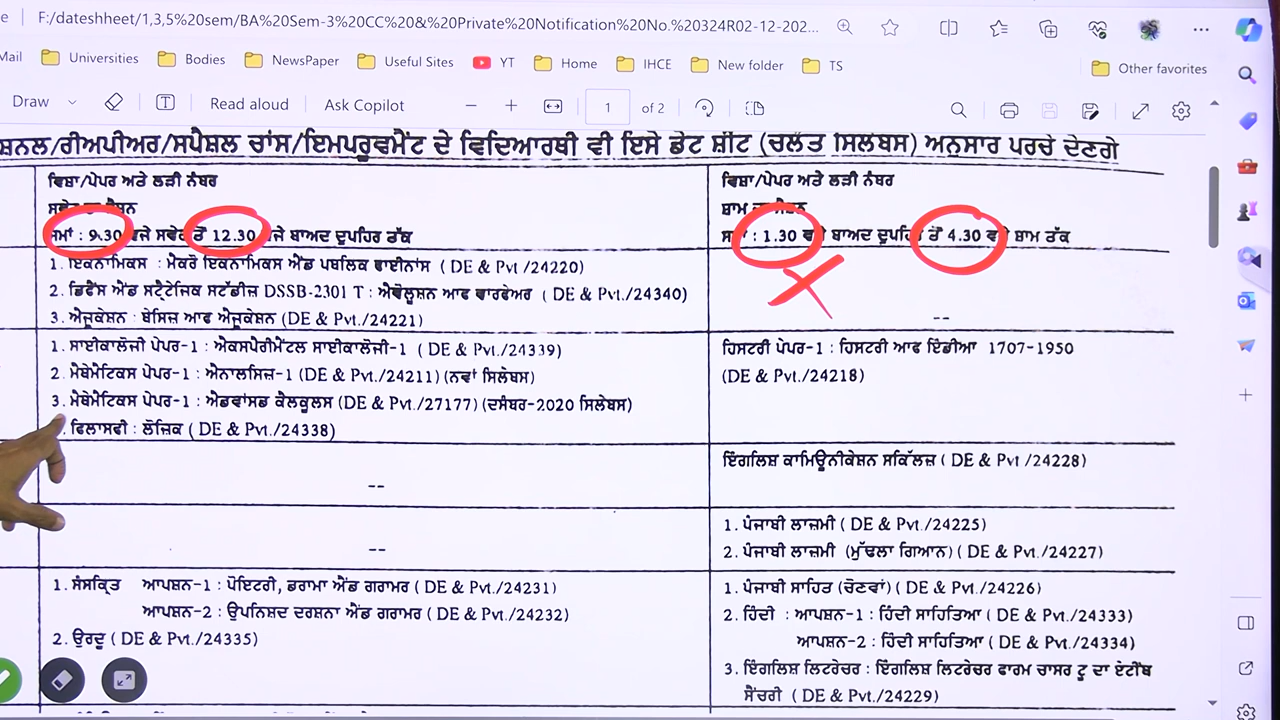 F:/dateshheet/1,3,5%20sem/BA%20Sem-3%20CC%20&%20Private%20Notification%20No.%20324R02-12-202...
Mail Universities Bodies NewsPaper Useful Sites YT Home IHCE New folder TS Other favorites
Draw Read aloud Ask Copilot 1 of 2
ਸ਼ਨਲ/ਰੀਅਪੀਅਰ/ਸਪੈਸ਼ਲ ਚਾਂਸ/ਇਮਪਰੂਵਮੈਂਟ ਦੇ ਵਿਦਿਆਰਥੀ ਵੀ ਇਸੇ ਡੇਟ ਸ਼ੀਟ (ਚਲੰਤ ਸਿਲੇਬਸ) ਅਨੁਸਾਰ ਪਰਚੇ ਦੇਣਗੇ
ਵਿਸ਼ਾ/ਪੇਪਰ ਅਤੇ ਲੜੀ ਨੰਬਰ
ਸਮਾਂ : 9.30 ਵਜੇ ਸਵੇਰ ਤੋਂ 12.30 ਵਜੇ ਬਾਅਦ ਦੁਪਹਿਰ ਤੱਕ
1. ਇਕਨਾਮਿਕਸ : ਮੈਕਰੋ ਇਕਨਾਮਿਕਸ ਐਂਡ ਪਬਲਿਕ ਫਾਈਨਾਂਸ ( DE & Pvt /24220)
2. ਡਿਫੈਂਸ ਐਂਡ ਸਟ੍ਰੈਟੇਜਿਕ ਸਟੱਡੀਜ਼ DSSB-2301 T : ਐਵੋਲੂਸ਼ਨ ਆਫ ਵਾਰਫੇਅਰ ( DE & Pvt./24340)
3. ਐਜੂਕੇਸ਼ਨ : ਬੇਸਿਜ਼ ਆਫ ਐਜੂਕੇਸ਼ਨ (DE & Pvt./24221)
1. ਸਾਈਕਾਲੋਜੀ ਪੇਪਰ-1 : ਐਕਸਪੈਰੀਮੈਂਟਲ ਸਾਈਕਾਲੋਜੀ-1 ( DE & Pvt./24339)
2. ਮੈਥੇਮੈਟਿਕਸ ਪੇਪਰ-1 : ਐਨਾਲਸਿਜ਼-1 (DE & Pvt./24211) (ਨਵਾਂ ਸਿਲੇਬਸ)
3. ਮੈਥੇਮੈਟਿਕਸ ਪੇਪਰ-1 : ਐਡਵਾਂਸਡ ਕੈਲਕੂਲਸ (DE & Pvt./27177) (ਦਸੰਬਰ-2020 ਸਿਲੇਬਸ)
ਫਿਲਾਸਫੀ : ਲੋਜਿਕ ( DE & Pvt./24338)
--
--
1. ਸੰਸਕ੍ਰਿਤ ਆਪਸ਼ਨ-1 : ਪੋਇਟਰੀ, ਡਰਾਮਾ ਐਂਡ ਗਰਾਮਰ ( DE & Pvt./24231)
ਆਪਸ਼ਨ-2 : ਉਪਨਿਸ਼ਦ ਦਰਸ਼ਨਾ ਐਂਡ ਗਰਾਮਰ ( DE & Pvt./24232)
2. ਉਰਦੂ ( DE & Pvt./24335)
ਵਿਸ਼ਾ/ਪੇਪਰ ਅਤੇ ਲੜੀ ਨੰਬਰ
: 1.30 ਵਜੇ ਬਾਅਦ ਦੁਪਹਿਰ ਤੋਂ 4.30 ਵਜੇ ਸ਼ਾਮ ਤੱਕ
--
ਹਿਸਟਰੀ ਪੇਪਰ-1 : ਹਿਸਟਰੀ ਆਫ ਇੰਡੀਆ 1707-1950
(DE & Pvt./24218)
ਇੰਗਲਿਸ਼ ਕਾਮਿਊਨੀਕੇਸ਼ਨ ਸਕਿੱਲਜ਼ ( DE & Pvt /24228)
1. ਪੰਜਾਬੀ ਲਾਜ਼ਮੀ ( DE & Pvt./24225)
2. ਪੰਜਾਬੀ ਲਾਜ਼ਮੀ (ਮੁੱਢਲਾ ਗਿਆਨ) ( DE & Pvt./24227)
1. ਪੰਜਾਬੀ ਸਾਹਿਤ (ਚੋਣਵਾਂ) ( DE & Pvt./24226)
2. ਹਿੰਦੀ : ਆਪਸ਼ਨ-1 : ਹਿੰਦੀ ਸਾਹਿਤਿਆ ( DE & Pvt./24333)
ਆਪਸ਼ਨ-2 : ਹਿੰਦੀ ਸਾਹਿਤਿਆ ( DE & Pvt./24334)
3. ਇੰਗਲਿਸ਼ ਲਿਟਰੇਚਰ : ਇੰਗਲਿਸ਼ ਲਿਟਰੇਚਰ ਫਾਰਮ ਚਾਸਰ ਟੂ ਦਾ ਏਟੀਂਥ
ਸੈਂਚਰੀ ( DE & Pvt./24229)